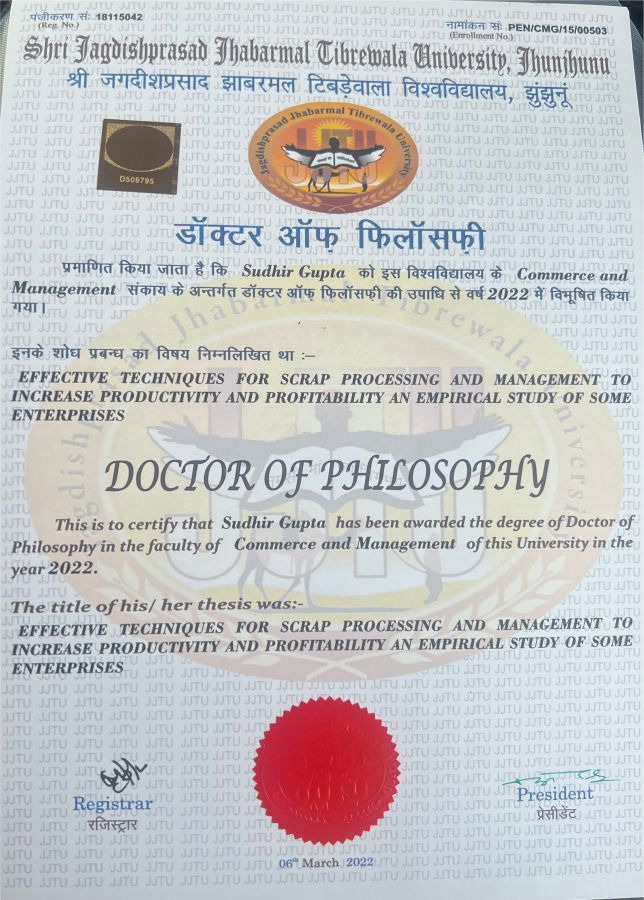 पंजीकरण सं: 18115042
(Reg. No.)
नामांकन सं: PEN/CMG/15/00503
(Enrollment No.)
Shri Jagdishprasad Jhabarmal Tibrewala University, Jhunjhunu
श्री जगदीशप्रसाद झाबरमल टिबड़ेवाला विश्वविद्यालय, झुंझुनूं
D509795
Jagdishprasad Jhabarmal Tibrewala University
JJTU
डॉक्टर ऑफ़ फिलॉसफ़ी
प्रमाणित किया जाता है कि Sudhir Gupta को इस विश्वविद्यालय के Commerce and
Management संकाय के अन्तर्गत डॉक्टर ऑफ़ फिलॉसफ़ी की उपाधि से वर्ष 2022 में विभूषित किया
गया।
इनके शोध प्रबन्ध का विषय निम्नलिखित था :–
EFFECTIVE TECHNIQUES FOR SCRAP PROCESSING AND MANAGEMENT TO
INCREASE PRODUCTIVITY AND PROFITABILITY AN EMPIRICAL STUDY OF SOME
ENTERPRISES
DOCTOR OF PHILOSOPHY
This is to certify that Sudhir Gupta has been awarded the degree of Doctor of
Philosophy in the faculty of Commerce and Management of this University in the
year 2022.
The title of his/ her thesis was:-
EFFECTIVE TECHNIQUES FOR SCRAP PROCESSING AND MANAGEMENT TO
INCREASE PRODUCTIVITY AND PROFITABILITY AN EMPIRICAL STUDY OF SOME
ENTERPRISES
Registrar
रजिस्ट्रार
President
प्रेसीडेंट
06th March 2022